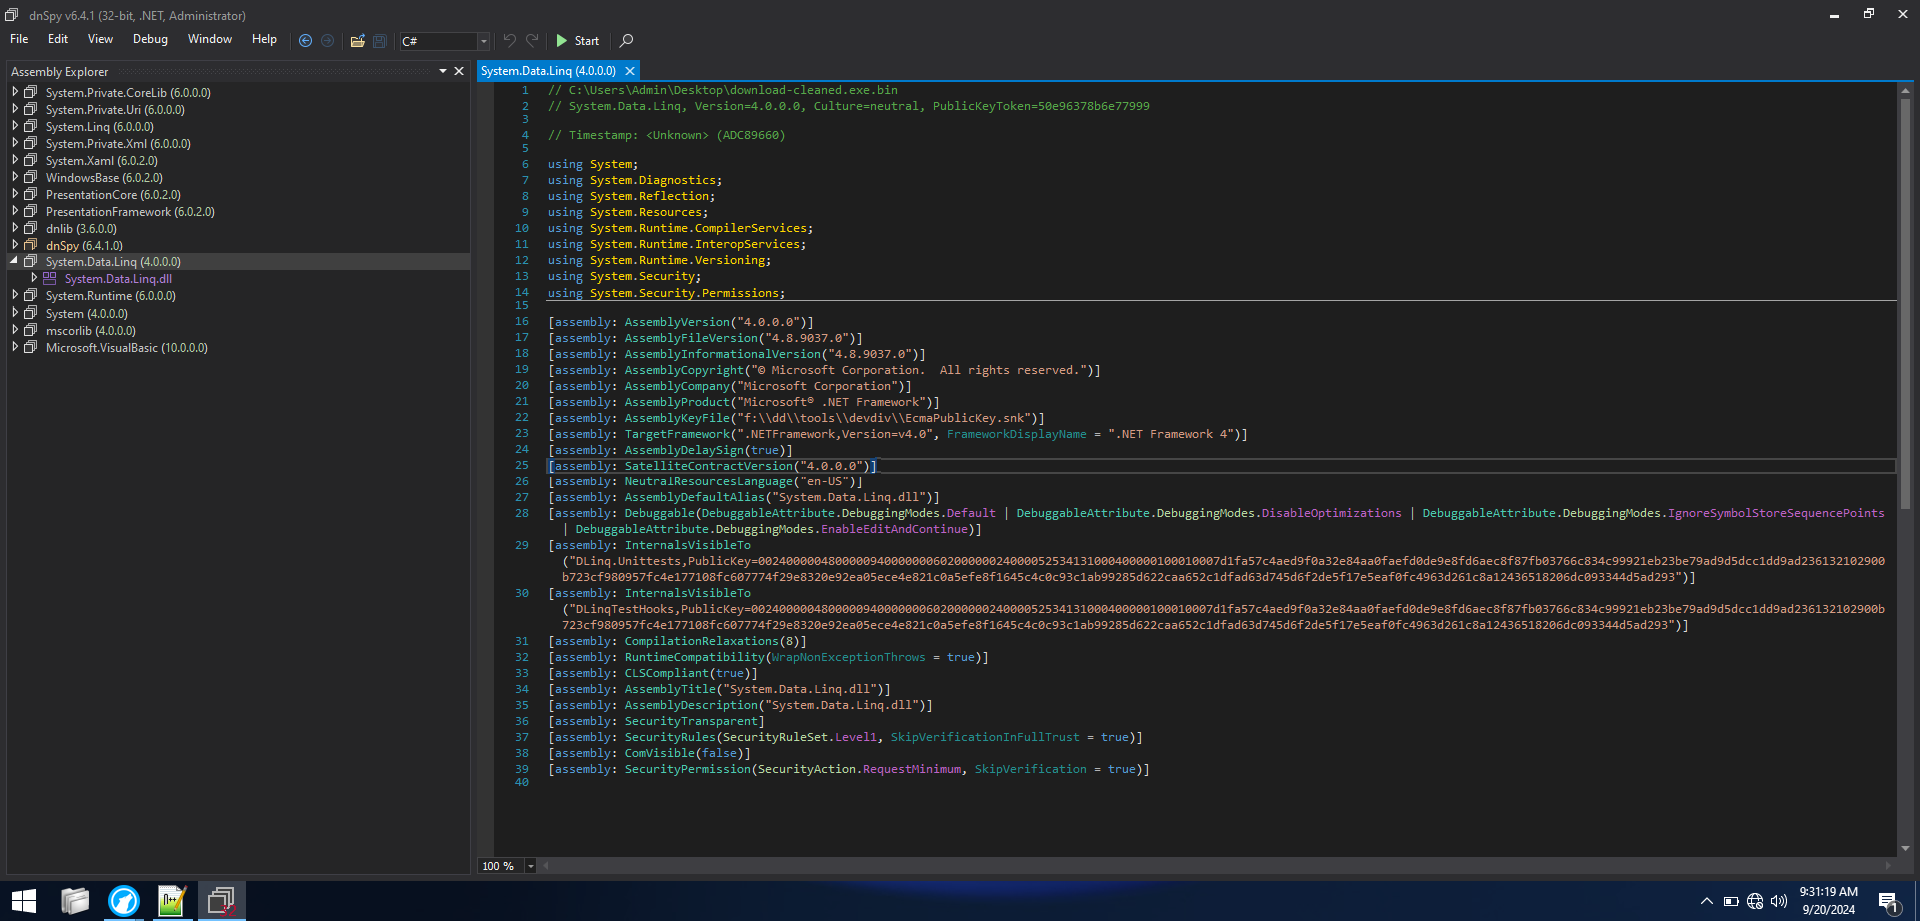 dnSpy v6.4.1 (32-bit, .NET, Administrator)
File Edit View Debug Window Help C# Start
Assembly Explorer
System.Private.CoreLib (6.0.0.0)
System.Private.Uri (6.0.0.0)
System.Linq (6.0.0.0)
System.Private.Xml (6.0.0.0)
System.Xaml (6.0.2.0)
WindowsBase (6.0.2.0)
PresentationCore (6.0.2.0)
PresentationFramework (6.0.2.0)
dnlib (3.6.0.0)
dnSpy (6.4.1.0)
System.Data.Linq (4.0.0.0)
System.Data.Linq.dll
System.Runtime (6.0.0.0)
System (4.0.0.0)
mscorlib (4.0.0.0)
Microsoft.VisualBasic (10.0.0.0)
System.Data.Linq (4.0.0.0)
1 // C:\Users\Admin\Desktop\download-cleaned.exe.bin
2 // System.Data.Linq, Version=4.0.0.0, Culture=neutral, PublicKeyToken=50e96378b6e77999
3
4 // Timestamp: <Unknown> (ADC89660)
5
6 using System;
7 using System.Diagnostics;
8 using System.Reflection;
9 using System.Resources;
10 using System.Runtime.CompilerServices;
11 using System.Runtime.InteropServices;
12 using System.Runtime.Versioning;
13 using System.Security;
14 using System.Security.Permissions;
15
16 [assembly: AssemblyVersion("4.0.0.0")]
17 [assembly: AssemblyFileVersion("4.8.9037.0")]
18 [assembly: AssemblyInformationalVersion("4.8.9037.0")]
19 [assembly: AssemblyCopyright("© Microsoft Corporation.  All rights reserved.")]
20 [assembly: AssemblyCompany("Microsoft Corporation")]
21 [assembly: AssemblyProduct("Microsoft® .NET Framework")]
22 [assembly: AssemblyKeyFile("f:\\dd\\tools\\devdiv\\EcmaPublicKey.snk")]
23 [assembly: TargetFramework(".NETFramework,Version=v4.0", FrameworkDisplayName = ".NET Framework 4")]
24 [assembly: AssemblyDelaySign(true)]
25 [assembly: SatelliteContractVersion("4.0.0.0")]
26 [assembly: NeutralResourcesLanguage("en-US")]
27 [assembly: AssemblyDefaultAlias("System.Data.Linq.dll")]
28 [assembly: Debuggable(DebuggableAttribute.DebuggingModes.Default | DebuggableAttribute.DebuggingModes.DisableOptimizations | DebuggableAttribute.DebuggingModes.IgnoreSymbolStoreSequencePoints
| DebuggableAttribute.DebuggingModes.EnableEditAndContinue)]
29 [assembly: InternalsVisibleTo
("DLinq.Unittests,PublicKey=0024000004800000940000000602000000240000525341310004000001000100​07d1fa57c4aed9f0a32e84aa0faefd0de9e8fd6aec8f87fb03766c834c99921eb23be79ad9d5dcc1dd9ad236132102900
b723cf980957fc4e177108fc607774f29e8320e92ea05ece4e821c0a5efe8f1645c4c0c93c1ab99285d622caa652c1dfad63d745d6f2de5f17e5eaf0fc4963d261c8a12436518206dc093344d5ad293")]
30 [assembly: InternalsVisibleTo
("DLinqTestHooks,PublicKey=002400000480000094000000060200000024000052534131000400000100010007d1fa57c4aed9f0a32e84aa0faefd0de9e8fd6aec8f87fb03766c834c99921eb23be79ad9d5dcc1dd9ad236132102900b
723cf980957fc4e177108fc607774f29e8320e92ea05ece4e821c0a5efe8f1645c4c0c93c1ab99285d622caa652c1dfad63d745d6f2de5f17e5eaf0fc4963d261c8a12436518206dc093344d5ad293")]
31 [assembly: CompilationRelaxations(8)]
32 [assembly: RuntimeCompatibility(WrapNonExceptionThrows = true)]
33 [assembly: CLSCompliant(true)]
34 [assembly: AssemblyTitle("System.Data.Linq.dll")]
35 [assembly: AssemblyDescription("System.Data.Linq.dll")]
36 [assembly: SecurityTransparent]
37 [assembly: SecurityRules(SecurityRuleSet.Level1, SkipVerificationInFullTrust = true)]
38 [assembly: ComVisible(false)]
39 [assembly: SecurityPermission(SecurityAction.RequestMinimum, SkipVerification = true)]
40
100 %
N++
9:31:19 AM
9/20/2024
1